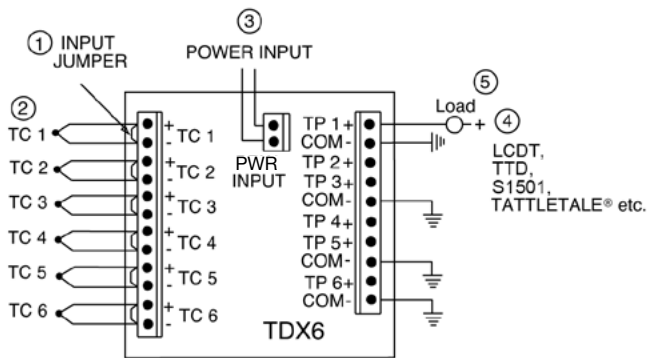 ① INPUT
JUMPER
③
POWER INPUT
②
TC 1
TC 2
TC 3
TC 4
TC 5
TC 6
+ TC 1
-
+
- TC 2
+ TC 3
-
+
- TC 4
+ TC 5
-
+ TC 6
-
PWR
INPUT
TP 1+
COM-
TP 2+
TP 3+
COM-
TP 4+
TP 5+
COM-
TP 6+
COM-
TDX6
⑤
Load
+ ④
LCDT,
TTD,
S1501,
TATTLETALE® etc.